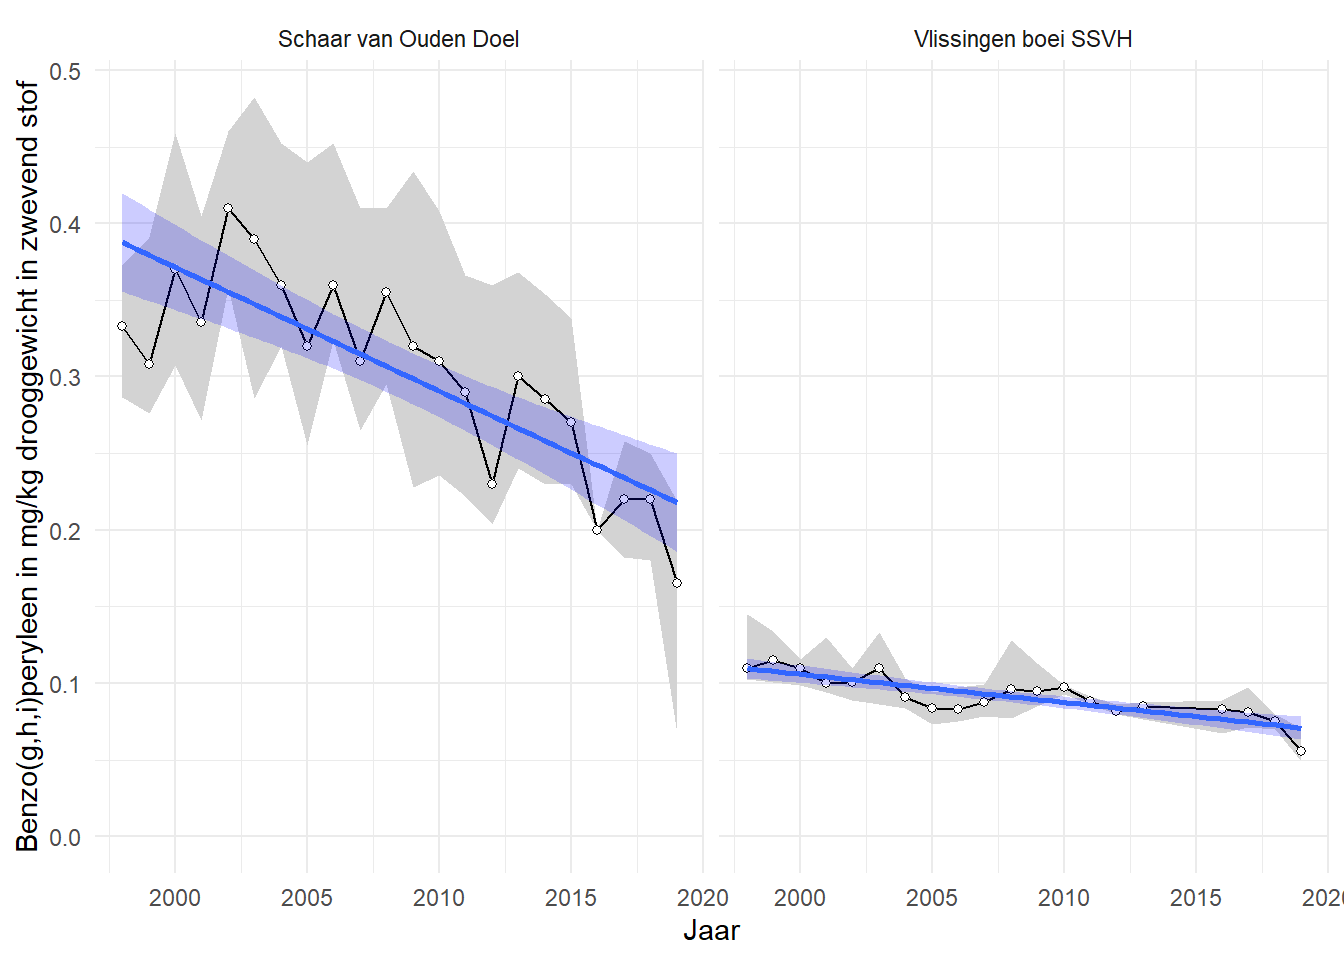 Schaar van Ouden Doel
Vlissingen boei SSVH
Benzo(g,h,i)peryleen in mg/kg drooggewicht in zwevend stof
0.5
0.4
0.3
0.2
0.1
0.0
2000 2005 2010 2015 2020
2000 2005 2010 2015 2020
Jaar